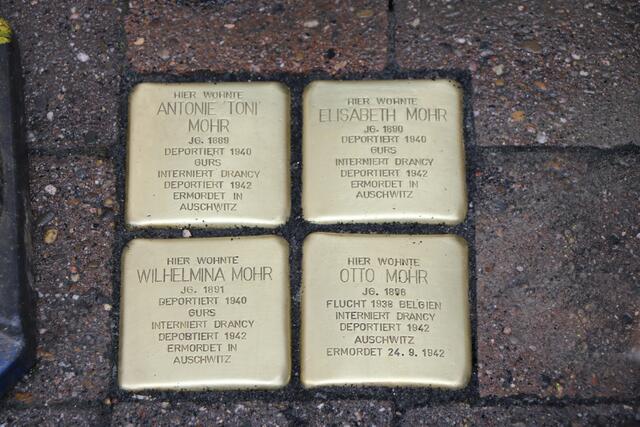 HIER WOHNTE
ANTONIE 'TONI'
MOHR
JG. 1889
DEPORTIERT 1940
GURS
INTERNIERT DRANCY
DEPORTIERT 1942
ERMORDET IN
AUSCHWITZ
HIER WOHNTE
ELISABETH MOHR
JG. 1890
DEPORTIERT 1940
GURS
INTERNIERT DRANCY
DEPORTIERT 1942
ERMORDET IN
AUSCHWITZ
HIER WOHNTE
WILHELMINA MOHR
JG. 1891
DEPORTIERT 1940
GURS
INTERNIERT DRANCY
DEPORTIERT 1942
ERMORDET IN
AUSCHWITZ
HIER WOHNTE
OTTO MOHR
JG.
FLUCHT 1938 BELGIEN
INTERNIERT DRANCY
DEPORTIERT 1942
AUSCHWITZ
ERMORDET 24. 9. 1942